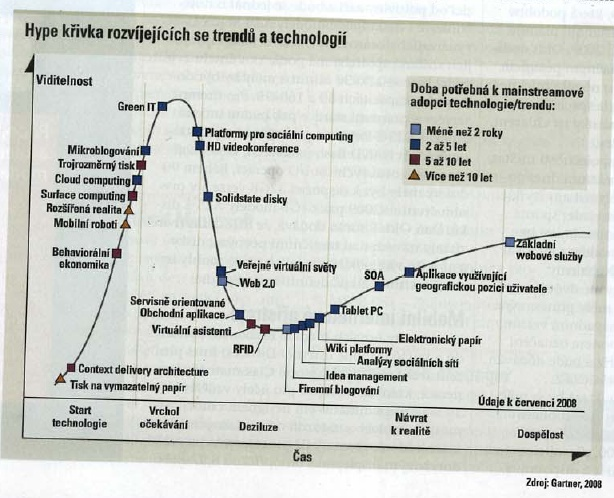 Hype křivka rozvíjejících se trendů a technologií
Viditelnost
Doba potřebná k mainstreamové
adopci technologie/trendu:
Méně než 2 roky
2 až 5 let
5 až 10 let
Více než 10 let
Green IT
Platformy pro sociální computing
HD videokonference
Mikroblogování
Trojrozměrný tisk
Cloud computing
Surface computing
Rozšířená realita
Mobilní roboti
Behaviorální
ekonomika
Solidstate disky
Veřejné virtuální světy
Web 2.0
Servisně orientované
Obchodní aplikace
Virtuální asistenti
RFID
Context delivery architecture
Tisk na vymazatelný papír
SOA
Aplikace využívající
geografickou pozici uživatele
Základní
webové služby
Tablet PC
Elektronický papír
Wiki platformy
Analýzy sociálních sítí
Idea management
Firemní blogování
Údaje k červenci 2008
Start
technologie
Vrchol
očekávání
Deziluze
Návrat
k realitě
Dospělost
Čas
Zdroj: Gartner, 2008